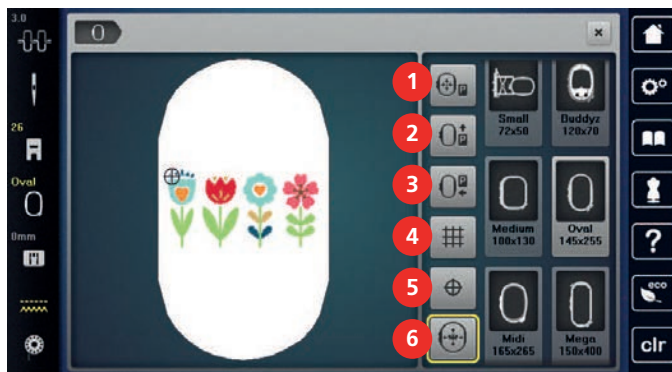 3.0
26
Oval
0mm
1
2
3
4
5
6
P
P
P
Small
72x50
Buddyz
120x70
Medium
100x130
Oval
145x255
Midi
165x265
Mega
150x400
?
eco
clr